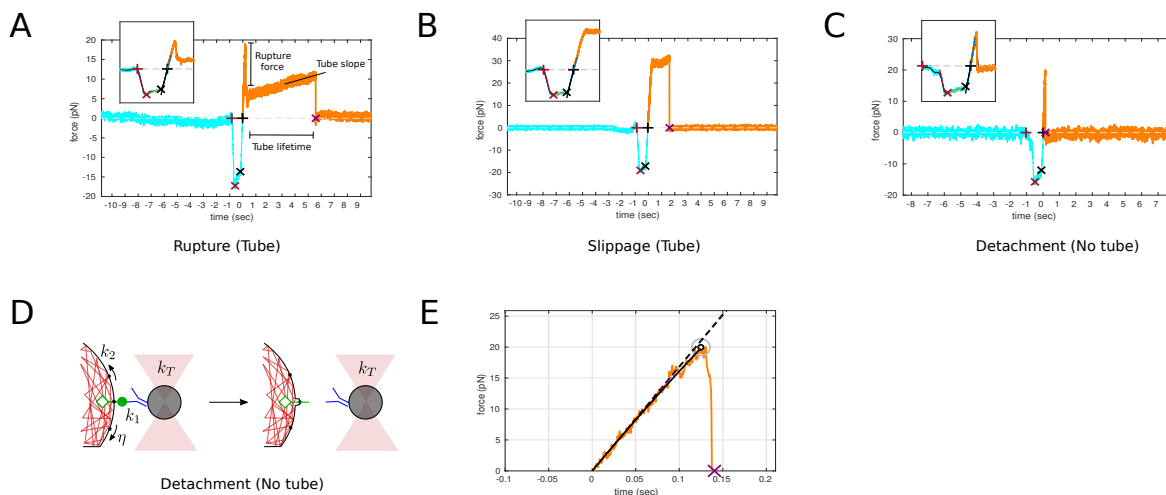 A
B
C
20
15
10
5
0
-5
-10
-15
-20
force (pN)
Rupture
force
Tube slope
Tube lifetime
-10 -9 -8 -7 -6 -5 -4 -3 -2 -1 0 1 2 3 4 5 6 7 8 9
time (sec)
Rupture (Tube)
40
30
20
10
0
-10
-20
-30
force (pN)
-10 -9 -8 -7 -6 -5 -4 -3 -2 -1 0 1 2 3 4 5 6 7 8 9
time (sec)
Slippage (Tube)
30
20
10
0
-10
-20
force (pN)
-8 -7 -6 -5 -4 -3 -2 -1 0 1 2 3 4 5 6 7
time (sec)
Detachment (No tube)
D
k2
k1
η
kT
kT
Detachment (No tube)
E
25
20
15
10
5
0
force (pN)
-0.1 -0.05 0 0.05 0.1 0.15 0.2
time (sec)